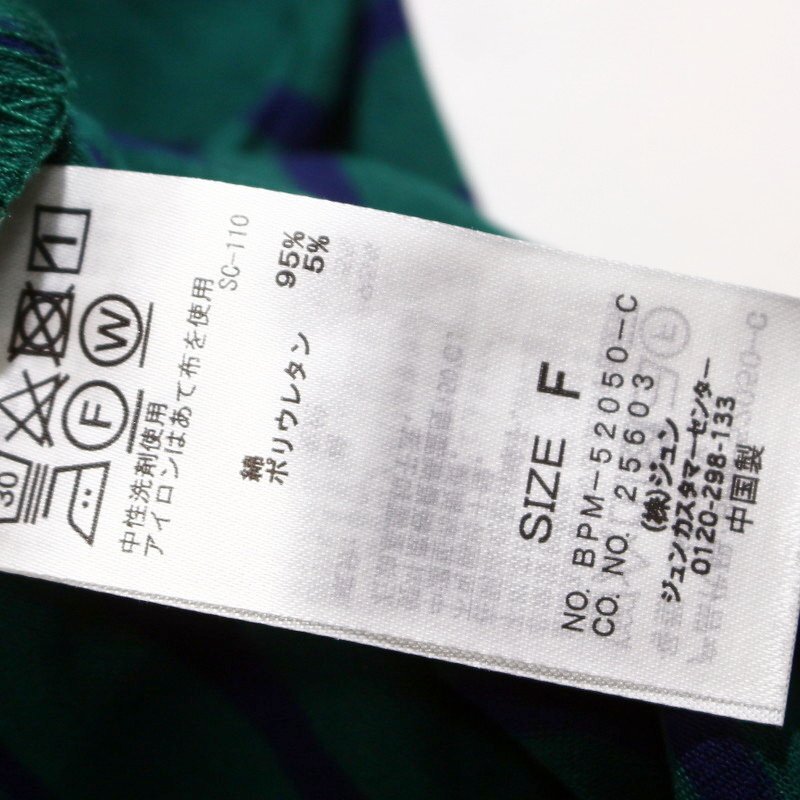 30
F
W
中性洗剤使用
アイロンはあて布を使用
SC-110
綿 95%
ポリウレタン 5%
SIZE F
NO. BPM-52050-C
CO. NO. 25603
(株)ジュン
ジュンカスタマーセンター
0120-298-133
中国製